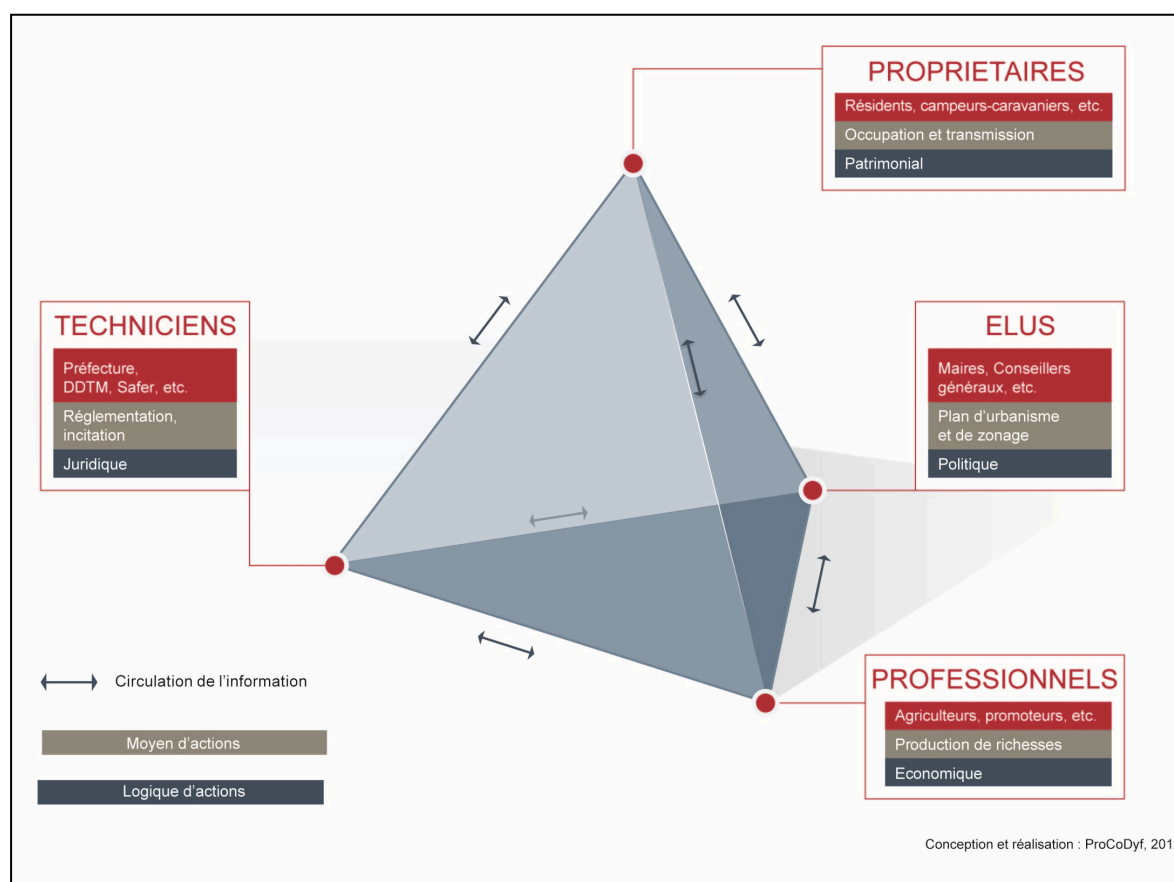 PROPRIETAIRES
Résidents, campeurs-caravaniers, etc.
Occupation et transmission
Patrimonial
TECHNICIENS
Préfecture,
DDTM, Safer, etc.
Réglementation,
incitation
Juridique
ELUS
Maires, Conseillers
généraux, etc.
Plan d'urbanisme
et de zonage
Politique
PROFESSIONNELS
Agriculteurs, promoteurs, etc.
Production de richesses
Economique
Circulation de l'information
Moyen d'actions
Logique d'actions
Conception et réalisation : ProCoDyf,